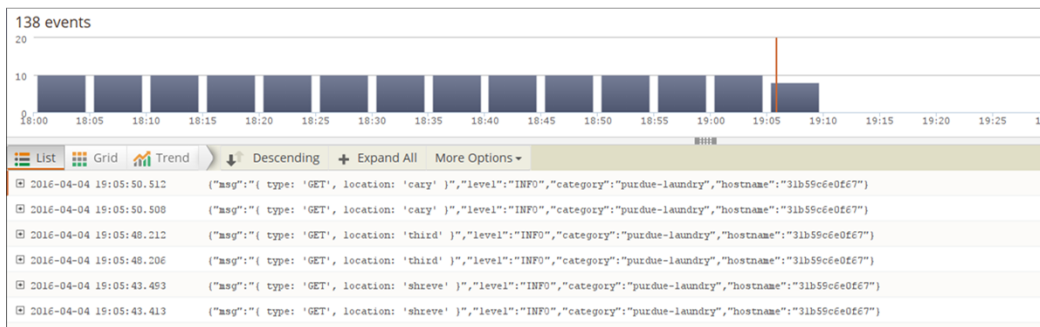 138 events
20
10
0
18:00 18:05 18:10 18:15 18:20 18:25 18:30 18:35 18:40 18:45 18:50 18:55 19:00 19:05 19:10 19:15 19:20 19:25 1
List Grid Trend Descending Expand All More Options
2016-04-04 19:05:50.512 {"msg":"{ type: 'GET', location: 'cary' }","level":"INFO","category":"purdue-laundry","hostname":"31b59c6e0f67"}
2016-04-04 19:05:50.508 {"msg":"{ type: 'GET', location: 'cary' }","level":"INFO","category":"purdue-laundry","hostname":"31b59c6e0f67"}
2016-04-04 19:05:48.212 {"msg":"{ type: 'GET', location: 'third' }","level":"INFO","category":"purdue-laundry","hostname":"31b59c6e0f67"}
2016-04-04 19:05:48.206 {"msg":"{ type: 'GET', location: 'third' }","level":"INFO","category":"purdue-laundry","hostname":"31b59c6e0f67"}
2016-04-04 19:05:43.493 {"msg":"{ type: 'GET', location: 'shreve' }","level":"INFO","category":"purdue-laundry","hostname":"31b59c6e0f67"}
2016-04-04 19:05:43.413 {"msg":"{ type: 'GET', location: 'shreve' }","level":"INFO","category":"purdue-laundry","hostname":"31b59c6e0f67"}